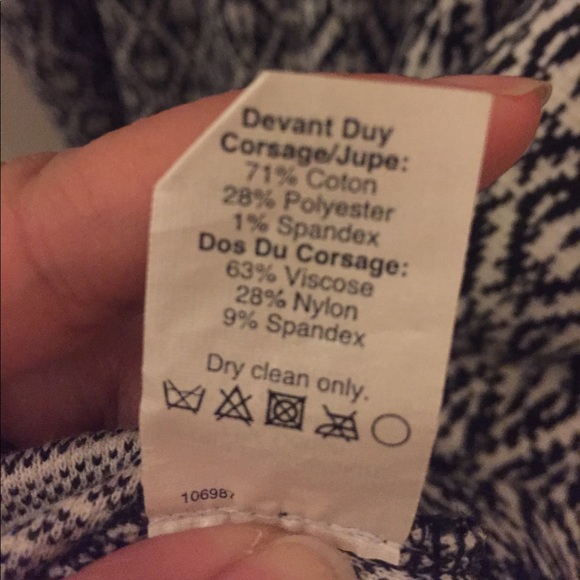 Devant Duy
Corsage/Jupe:
71% Coton
28% Polyester
1% Spandex
Dos Du Corsage:
63% Viscose
28% Nylon
9% Spandex
Dry clean only.
106987